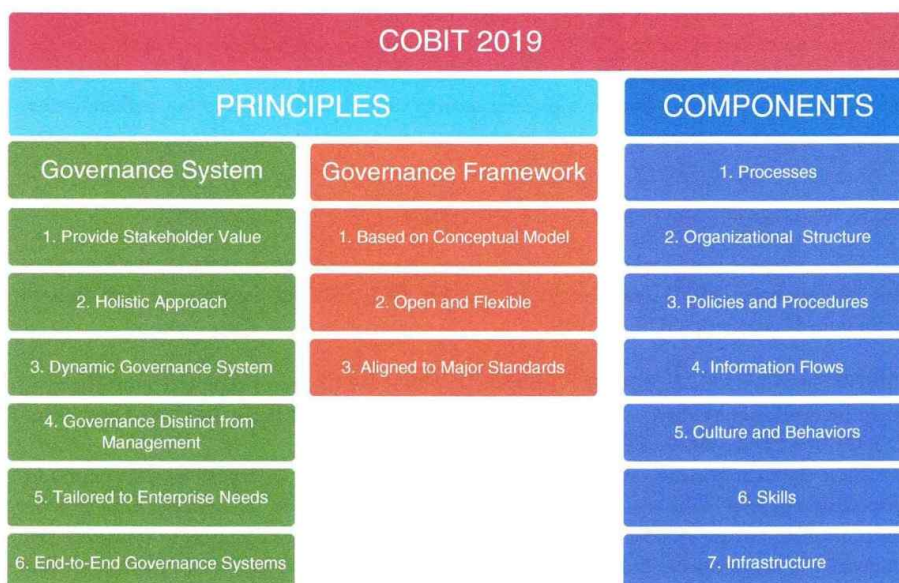 COBIT 2019
PRINCIPLES
COMPONENTS
Governance System
Governance Framework
1. Processes
1. Provide Stakeholder Value
1. Based on Conceptual Model
2. Organizational Structure
2. Holistic Approach
2. Open and Flexible
3. Policies and Procedures
3. Dynamic Governance System
3. Aligned to Major Standards
4. Information Flows
4. Governance Distinct from
Management
5. Culture and Behaviors
5. Tailored to Enterprise Needs
6. Skills
6. End-to-End Governance Systems
7. Infrastructure